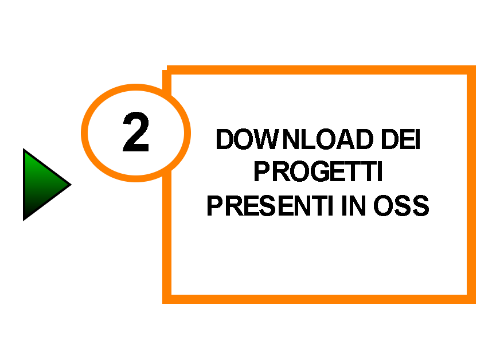 2
DOWNLOAD DEI
PROGETTI
PRESENTI IN OSS